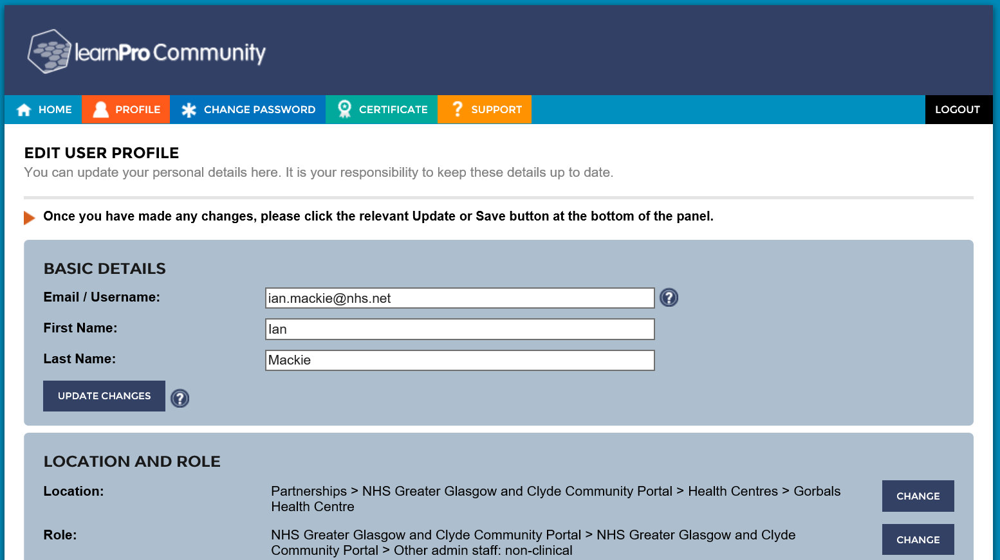 learnPro Community
HOME PROFILE CHANGE PASSWORD CERTIFICATE ? SUPPORT LOGOUT
EDIT USER PROFILE
You can update your personal details here. It is your responsibility to keep these details up to date.
Once you have made any changes, please click the relevant Update or Save button at the bottom of the panel.
BASIC DETAILS
Email / Username: ian.mackie@nhs.net ?
First Name: Ian
Last Name: Mackie
UPDATE CHANGES ?
LOCATION AND ROLE
Location: Partnerships > NHS Greater Glasgow and Clyde Community Portal > Health Centres > Gorbals
Health Centre
CHANGE
Role: NHS Greater Glasgow and Clyde Community Portal > NHS Greater Glasgow and Clyde
Community Portal > Other admin staff: non-clinical
CHANGE